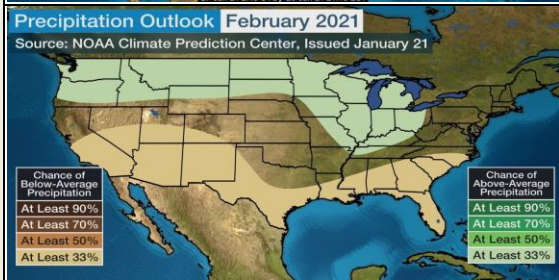 Precipitation Outlook February 2021
Source: NOAA Climate Prediction Center, Issued January 21
Chance of
Below-Average
Precipitation
At Least 90%
At Least 70%
At Least 50%
At Least 33%
Chance of
Above-Average
Precipitation
At Least 90%
At Least 70%
At Least 50%
At Least 33%